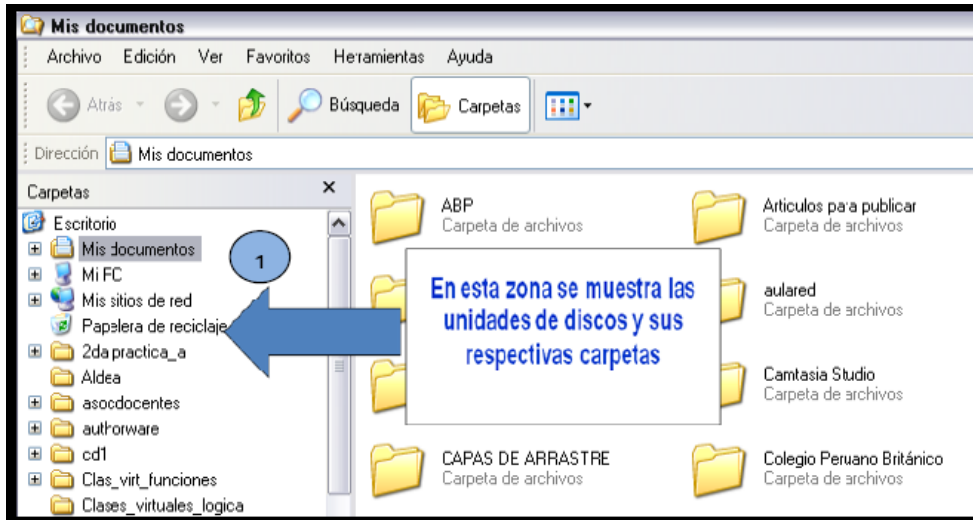 Mis documentos
Archivo Edición Ver Favoritos Herramientas Ayuda
Atrás Búsqueda Carpetas
Dirección Mis documentos
Carpetas
Escritorio
Mis documentos
Mi PC
Mis sitios de red
Papelera de reciclaje
2da practica_a
Aldea
asocdocentes
authorware
cd1
Clas_virt_funciones
Clases_virtuales_logica
1
En esta zona se muestra las
unidades de discos y sus
respectivas carpetas
ABP
Carpeta de archivos
Articulos para publicar
Carpeta de archivos
aulared
Carpeta de archivos
Camtasia Studio
Carpeta de archivos
CAPAS DE ARRASTRE
Carpeta de archivos
Colegio Peruano Británico
Carpeta de archivos